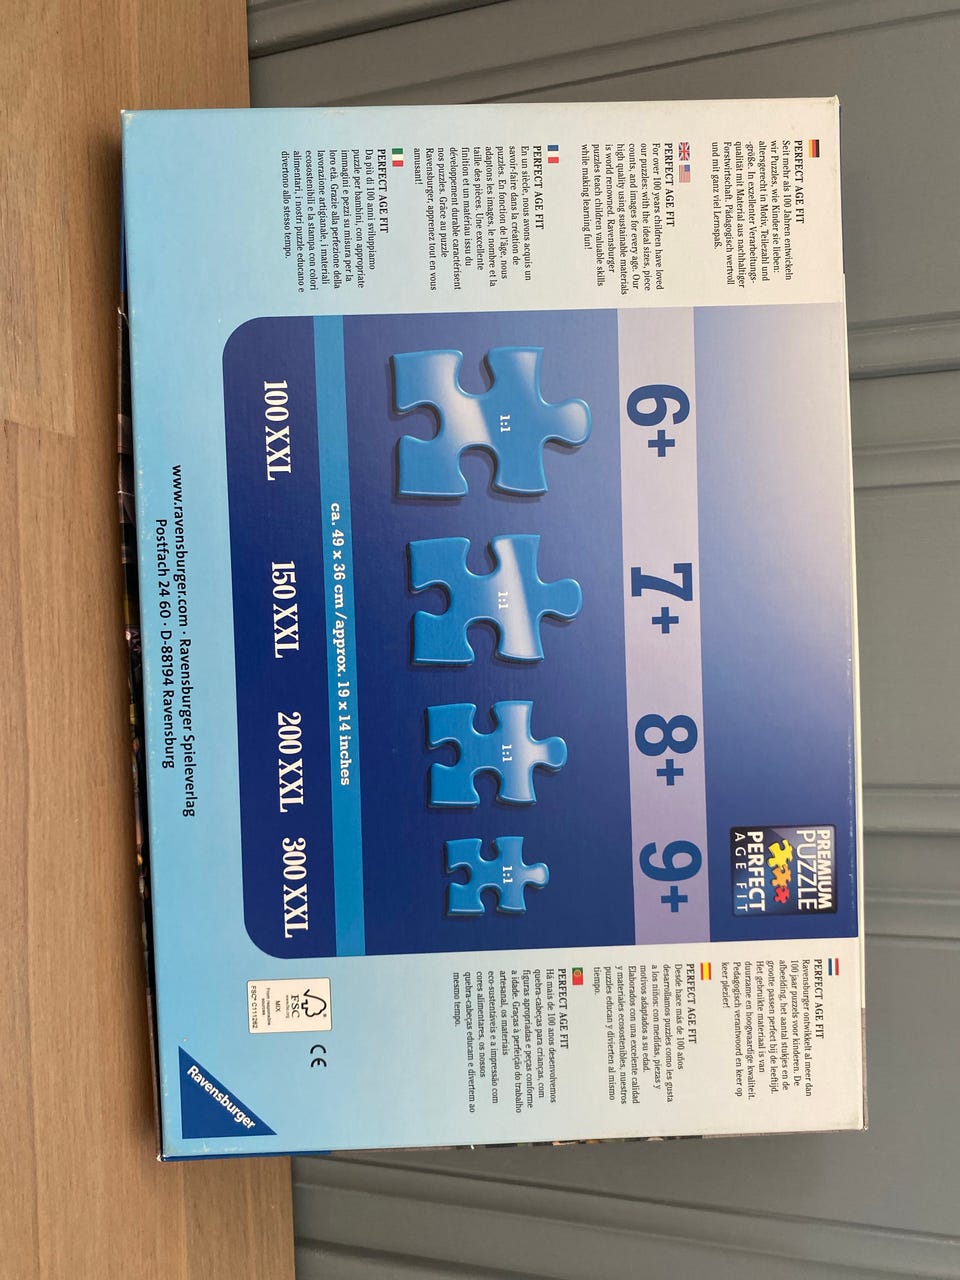 PERFECT AGE FIT
Seit mehr als 100 Jahren entwickeln
wir Puzzles, wie Kinder sie lieben:
altersgerecht in Motiv, Teilezahl und
-größe. In exzellenter Verarbeitungs-
qualität mit Material aus nachhaltiger
Forstwirtschaft. Pädagogisch wertvoll
und mit ganz viel Lernspaß.
PERFECT AGE FIT
For over 100 years children have loved
our puzzles: with the ideal sizes, piece
counts, and images for every age. Our
high quality using sustainable materials
is world renowned. Ravensburger
puzzles teach children valuable skills
while making learning fun!
PERFECT AGE FIT
En un siècle, nous avons acquis un
savoir-faire dans la création de
puzzles. En fonction de l'âge, nous
adaptons les images, le nombre et la
taille des pièces. Une excellente
finition et un matériau issu du
développement durable caractérisent
nos puzzles. Grâce au puzzle
Ravensburger, apprenez tout en vous
amusant!
PERFECT AGE FIT
Da più di 100 anni sviluppiamo
puzzle per bambini, con appropriate
immagini e pezzi su misura per la
loro età. Grazie alla perfezione della
lavorazione artigianale, i materiali
ecosostenibili e la stampa con colori
alimentari, i nostri puzzle educano e
divertono allo stesso tempo.
PREMIUM
PUZZLE
PERFECT
AGE FIT
6+ 7+ 8+ 9+
1:1 1:1 1:1 1:1
ca. 49 x 36 cm /approx. 19 x 14 inches
100 XXL 150 XXL 200 XXL 300 XXL
PERFECT AGE FIT
Ravensburger ontwikkelt al meer dan
100 jaar puzzels voor kinderen. De
afbeelding, het aantal stukjes en de
grootte passen perfect bij de leeftijd.
Het gebruikte materiaal is van
duurzame en hoogwaardige kwaliteit.
Pedagogisch verantwoord en keer op
keer plezier!
PERFECT AGE FIT
Desde hace más de 100 años
desarrollamos puzzles como les gusta
a los niños: con medidas, piezas y
motivos adaptados a su edad.
Elaborados con una excelente calidad
y materiales ecosostenibles, nuestros
puzzles educan y divierten al mismo
tiempo.
PERFECT AGE FIT
Há mais de 100 anos desenvolvemos
quebra-cabeças para crianças, com
figuras apropriadas e peças conforme
a idade. Graças à perfeição do trabalho
artesanal, os materiais
eco-sustentáveis e a impressão com
cores alimentares, os nossos
quebra-cabeças educam e divertem ao
mesmo tempo.
FSC
www.fsc.org
MIX
From responsible
sources
FSC® C111262
CE
www.ravensburger.com · Ravensburger Spieleverlag
Postfach 24 60 · D-88194 Ravensburg
Ravensburger